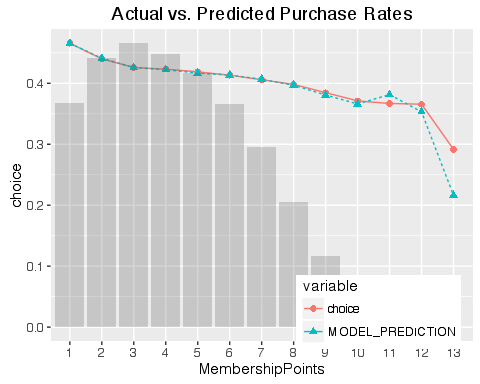 Actual vs. Predicted Purchase Rates
choice
0.4
0.3
0.2
0.1
0.0
variable
choice
MODEL_PREDICTION
1 2 3 4 5 6 7 8 9 10 11 12 13
MembershipPoints